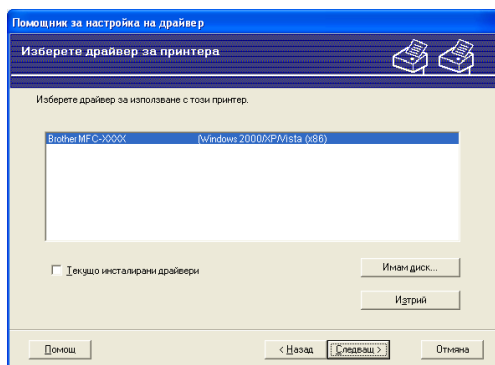 Помощник за настройка на драйвер
Изберете драйвер за принтера
Изберете драйвер за използване с този принтер.
Brother MFC-XXXX (Windows 2000/XP/Vista (x86)
Текущо инсталирани драйвери
Имам диск...
Изтрий
Помощ
< Назад
Следващ >
Отмяна